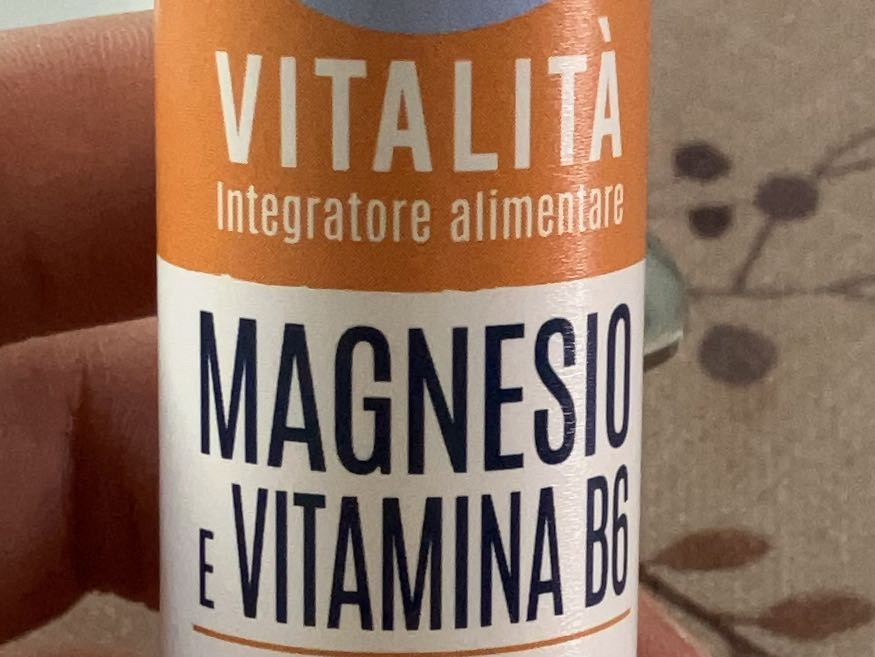 VITALITÀ
Integratore alimentare
MAGNESIO
E VITAMINA B6